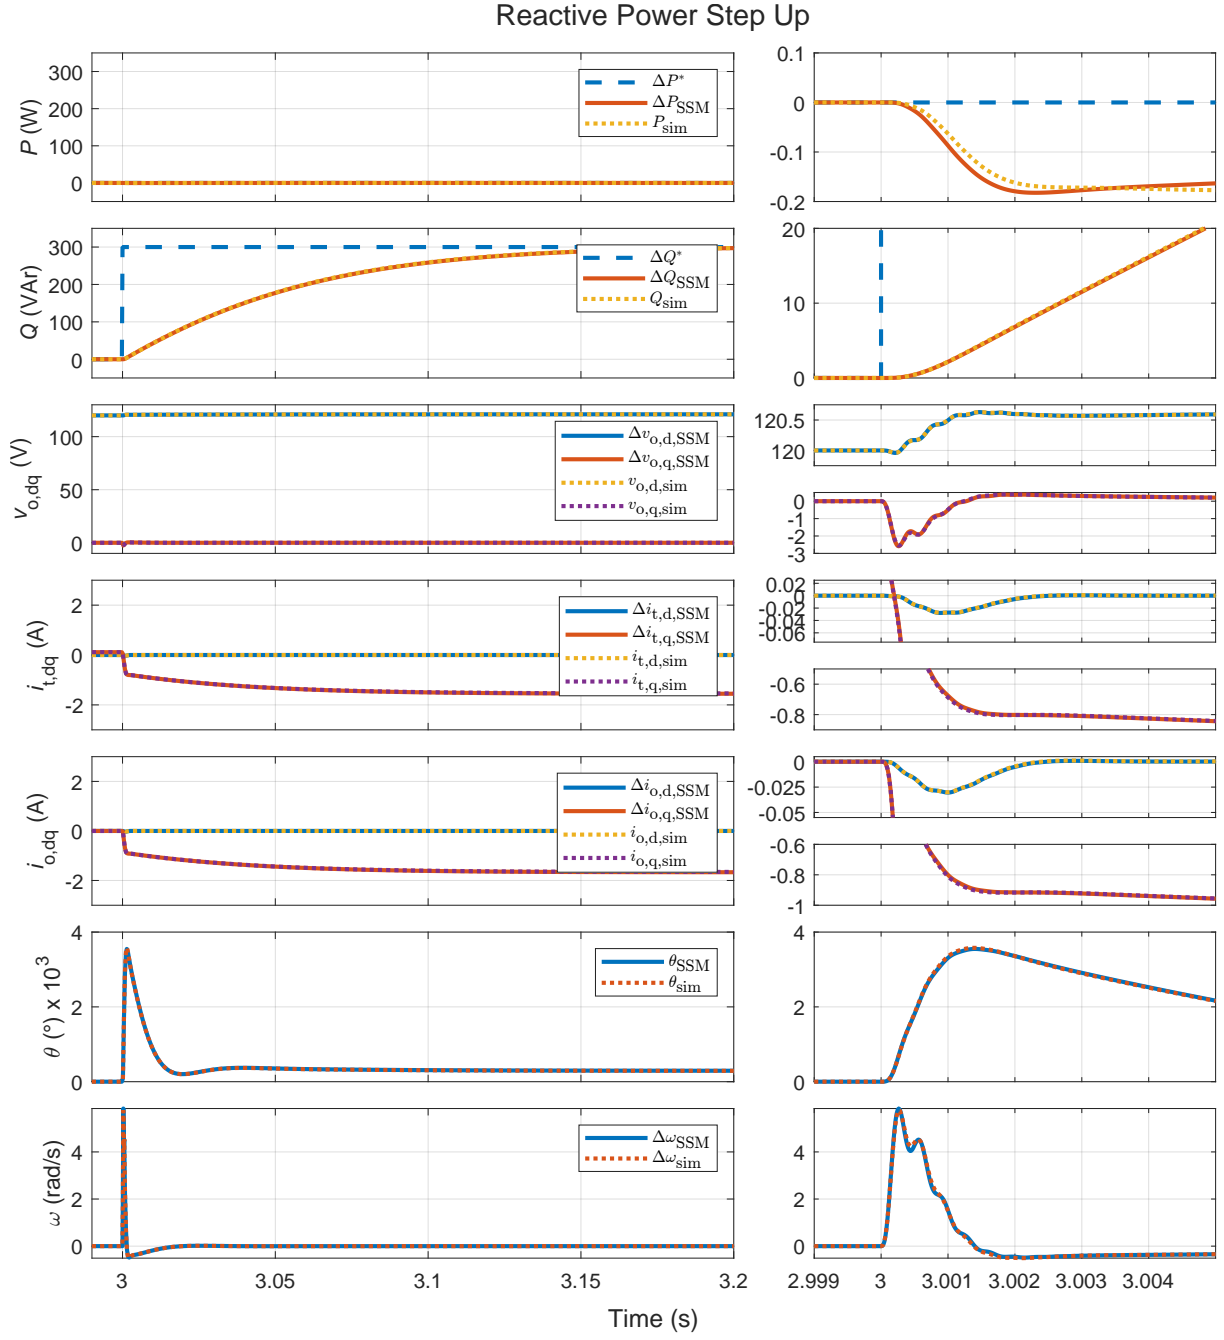 Reactive Power Step Up
P (W)
300
200
100
0
ΔP*
ΔP_SSM
P_sim
0.1
0
-0.1
-0.2
Q (VAr)
300
200
100
0
ΔQ*
ΔQ_SSM
Q_sim
20
10
0
v_o,dq (V)
100
50
0
Δv_o,d,SSM
Δv_o,q,SSM
v_o,d,sim
v_o,q,sim
120.5
120
0
-1
-2
-3
i_t,dq (A)
2
0
-2
Δi_t,d,SSM
Δi_t,q,SSM
i_t,d,sim
i_t,q,sim
0.02
0
-0.02
-0.04
-0.06
-0.6
-0.8
i_o,dq (A)
2
0
-2
Δi_o,d,SSM
Δi_o,q,SSM
i_o,d,sim
i_o,q,sim
0
-0.025
-0.05
-0.6
-0.8
-1
θ (°) x 10³
4
2
0
θ_SSM
θ_sim
4
2
0
ω (rad/s)
4
2
0
Δω_SSM
Δω_sim
4
2
0
3 3.05 3.1 3.15 3.2
2.999 3 3.001 3.002 3.003 3.004
Time (s)